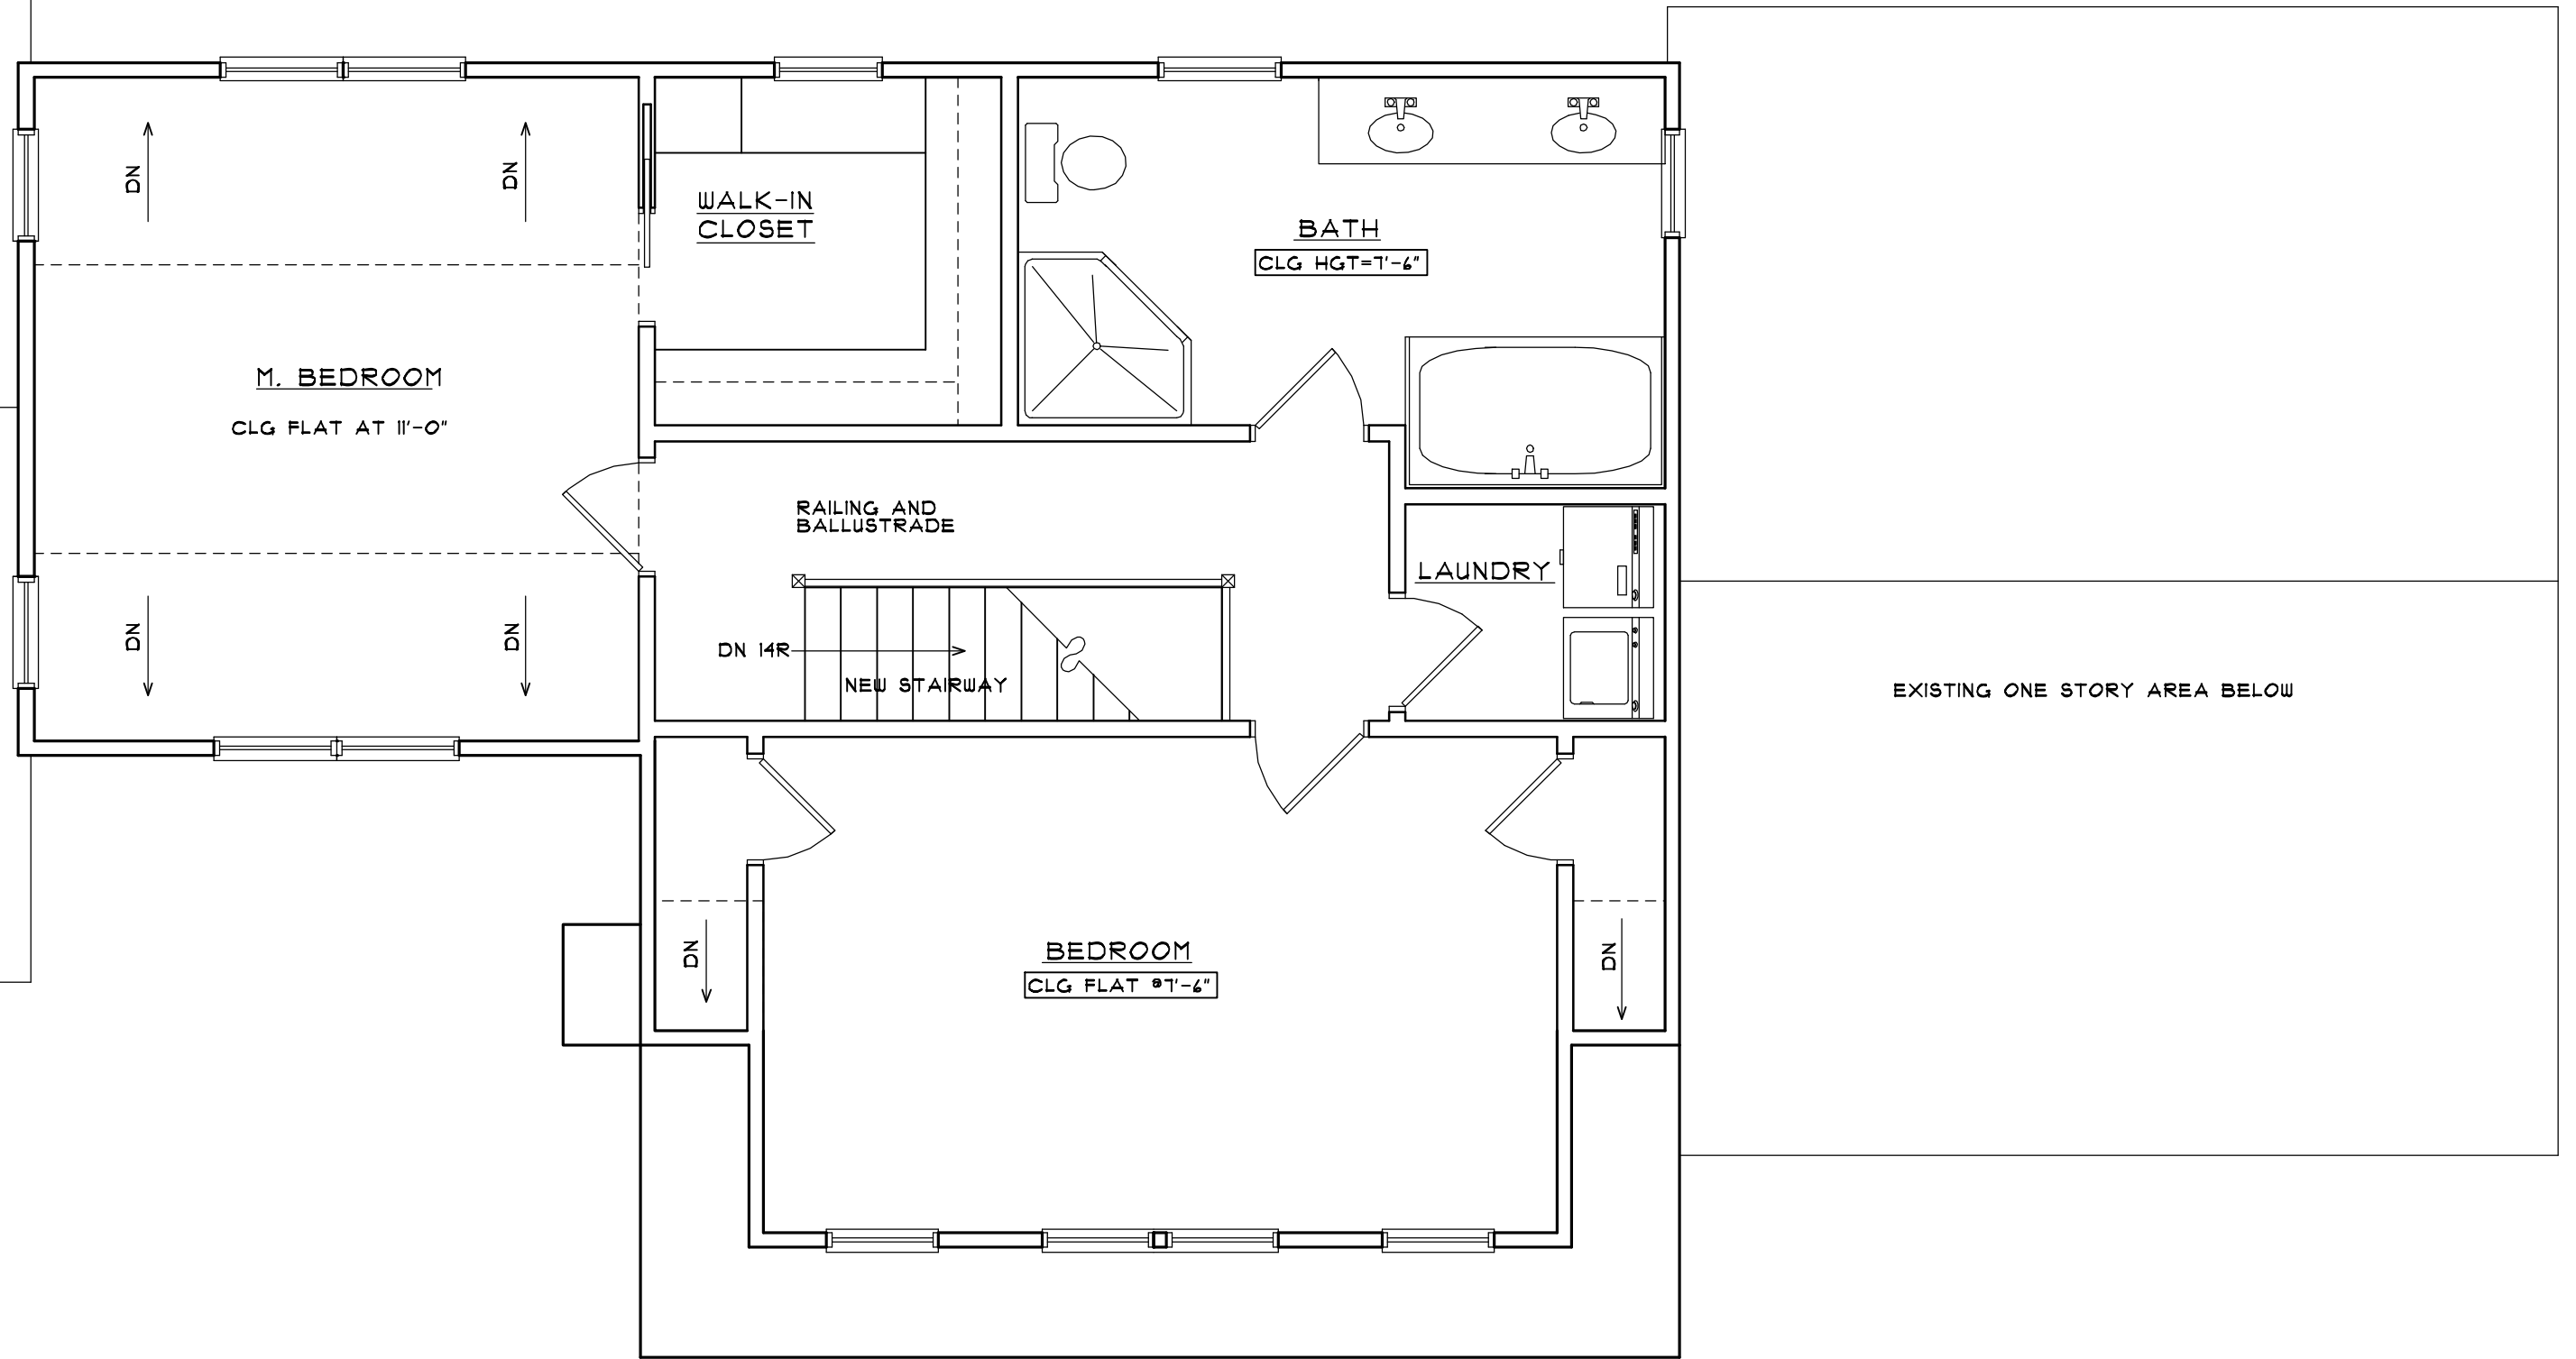 DN
DN
WALK-IN
CLOSET
BATH
CLG HGT=7'-6"
M. BEDROOM
CLG FLAT AT 11'-0"
RAILING AND
BALLUSTRADE
LAUNDRY
DN
DN
DN 14R
NEW STAIRWAY
EXISTING ONE STORY AREA BELOW
DN
BEDROOM
CLG FLAT @7'-6"
DN